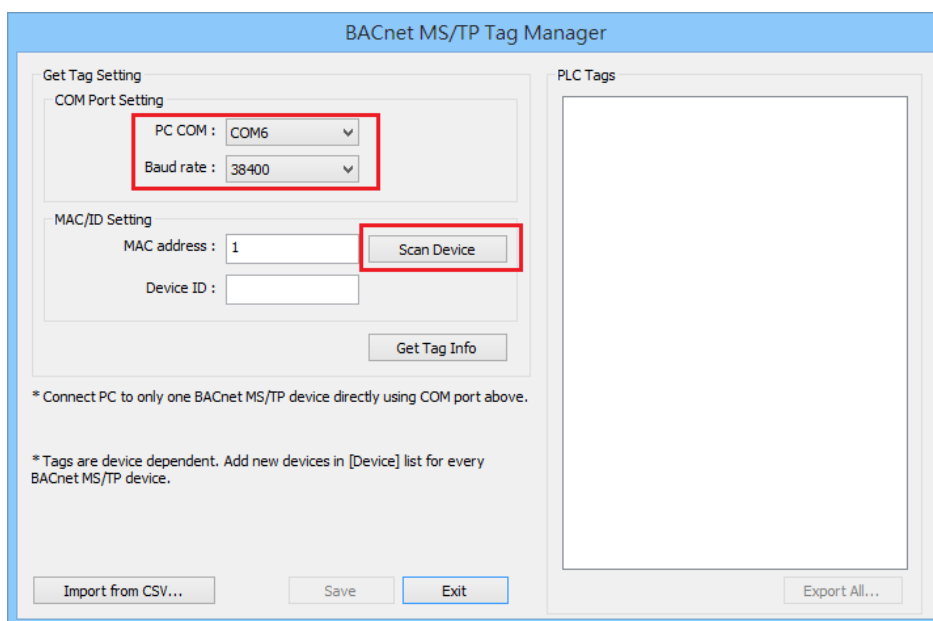 BACnet MS/TP Tag Manager
Get Tag Setting
COM Port Setting
PC COM :
COM6
Baud rate :
38400
MAC/ID Setting
MAC address :
1
Scan Device
Device ID :
Get Tag Info
* Connect PC to only one BACnet MS/TP device directly using COM port above.
* Tags are device dependent. Add new devices in [Device] list for every
BACnet MS/TP device.
Import from CSV...
Save
Exit
PLC Tags
Export All...